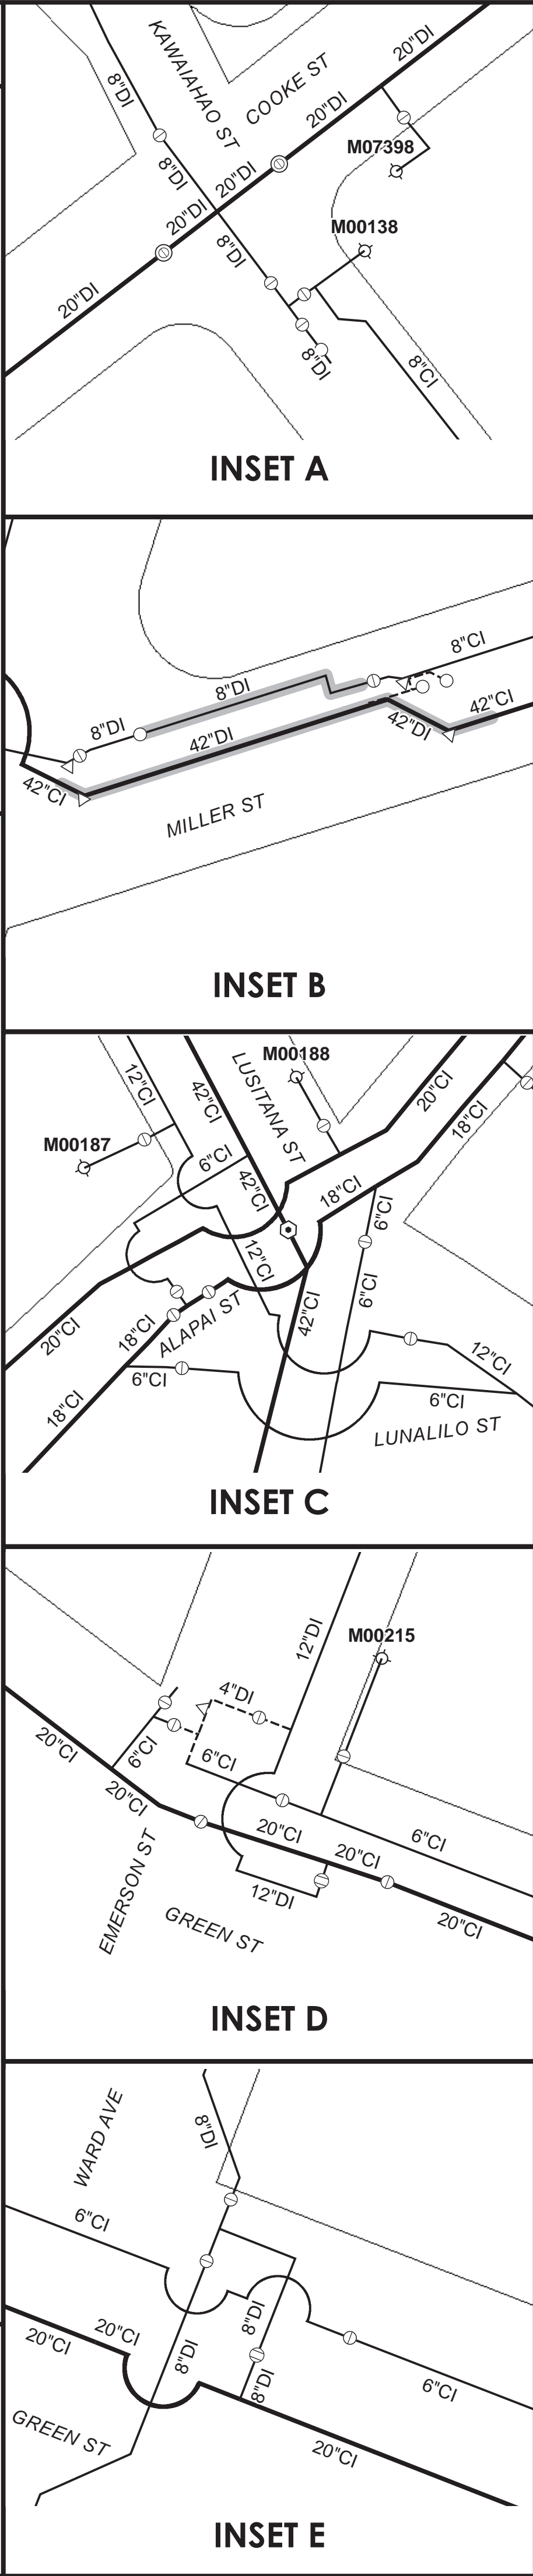 20"DI
8"DI
KAWAIAHAO ST
COOKE ST
20"DI
M07398
8"DI
20"DI
20"DI
M00138
8"DI
20"DI
8"DI
8"CI
INSET A
8"CI
8"DI
42"CI
8"DI
42"DI
42"DI
42"CI
MILLER ST
INSET B
M00188
12"CI
42"CI
LUSITANA ST
20"CI
18"CI
M00187
6"CI
42"CI
18"CI
6"CI
12"CI
6"CI
42"CI
ALAPAI ST
20"CI
18"CI
12"CI
6"CI
18"CI
6"CI
LUNALILO ST
INSET C
12"DI
M00215
4"DI
20"CI
6"CI
6"CI
20"CI
20"CI
6"CI
20"CI
12"DI
EMERSON ST
GREEN ST
20"CI
INSET D
8"DI
WARD AVE
6"CI
8"DI
20"CI
20"CI
8"DI
8"DI
6"CI
GREEN ST
20"CI
INSET E